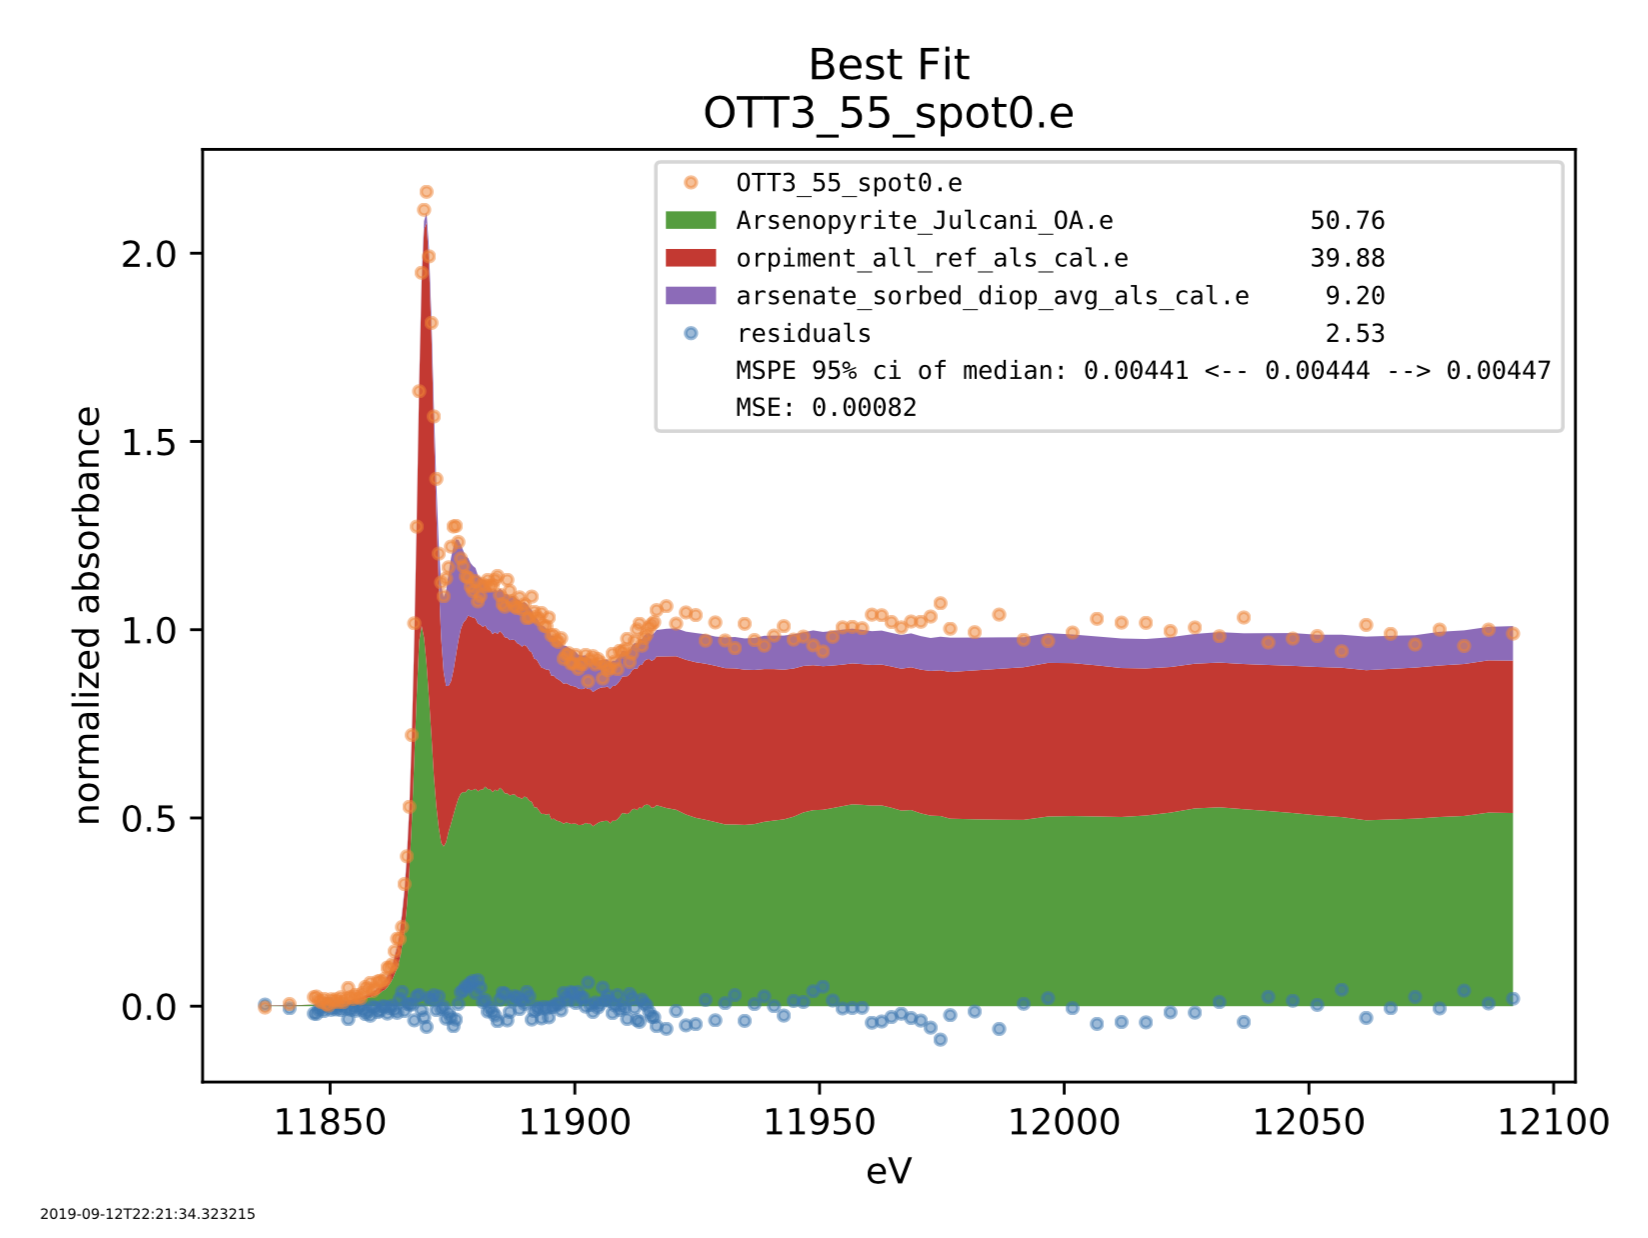 Best Fit
OTT3_55_spot0.e
OTT3_55_spot0.e
Arsenopyrite_Julcani_OA.e 50.76
orpiment_all_ref_als_cal.e 39.88
arsenate_sorbed_diop_avg_als_cal.e 9.20
residuals 2.53
MSPE 95% ci of median: 0.00441 <-- 0.00444 --> 0.00447
MSE: 0.00082
normalized absorbance
2.0
1.5
1.0
0.5
0.0
11850 11900 11950 12000 12050 12100
eV
2019-09-12T22:21:34.323215